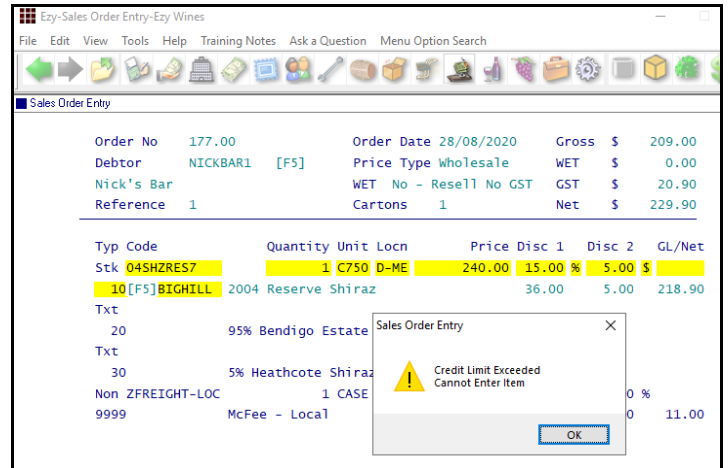 Ezy-Sales Order Entry-Ezy Wines
File Edit View Tools Help Training Notes Ask a Question Menu Option Search
Sales Order Entry
Order No 177.00 Order Date 28/08/2020 Gross $ 209.00
Debtor NICKBAR1 [F5] Price Type Wholesale WET $ 0.00
Nick's Bar WET No - Resell No GST GST $ 20.90
Reference 1 Cartons 1 Net $ 229.90
Typ Code Quantity Unit Locn Price Disc 1 Disc 2 GL/Net
Stk 04SHZRES7 1 C750 D-ME 240.00 15.00 % 5.00 $
10[F5]BIGHILL 2004 Reserve Shiraz 36.00 5.00 218.90
Txt
20 95% Bendigo Estate
Txt
30 5% Heathcote Shiraz
Non ZFREIGHT-LOC 1 CASE 0 %
9999 McFee - Local 0 11.00
Sales Order Entry
Credit Limit Exceeded
Cannot Enter Item
OK